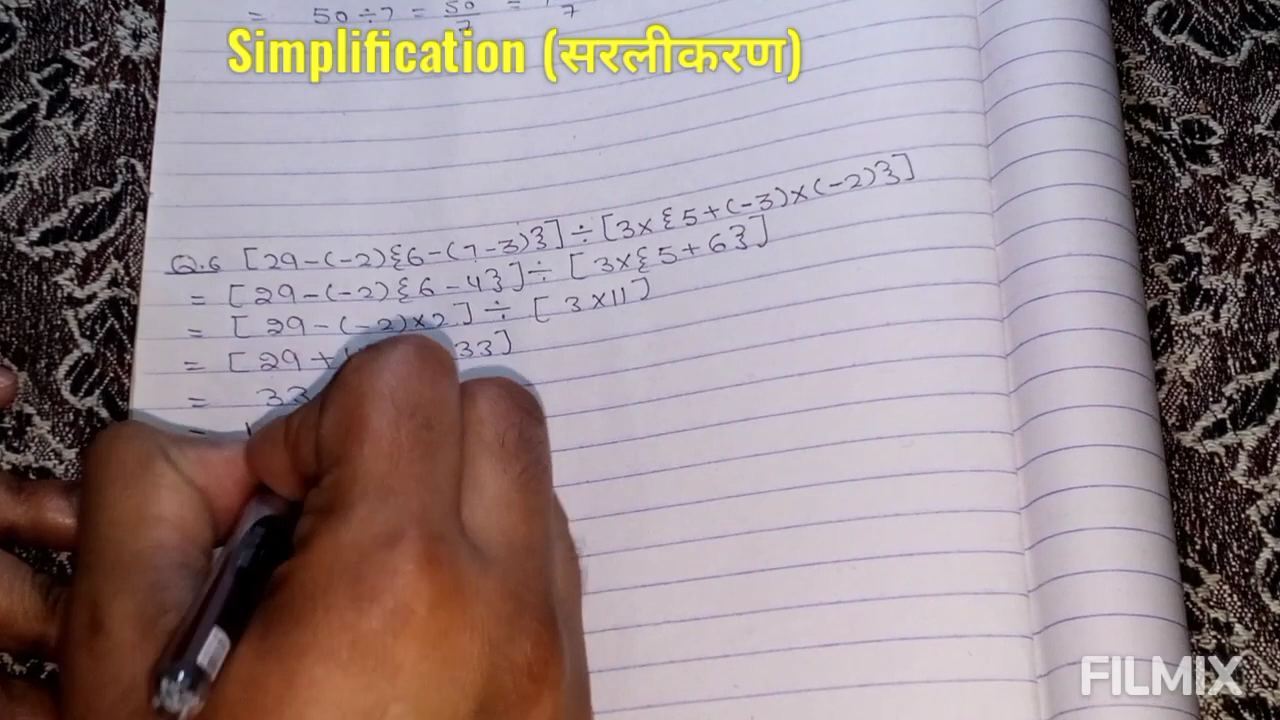 = 50÷7 = 50/7 =
Simplification (सरलीकरण)
Q.6 [29-(-2){6-(7-3)}]÷[3×{5+(-3)×(-2)}]
= [29-(-2){6-4}]÷[3×{5+6}]
= [29-(-2)×2]÷[3×11]
= [29+ 33]
= 33
=
FILMIX